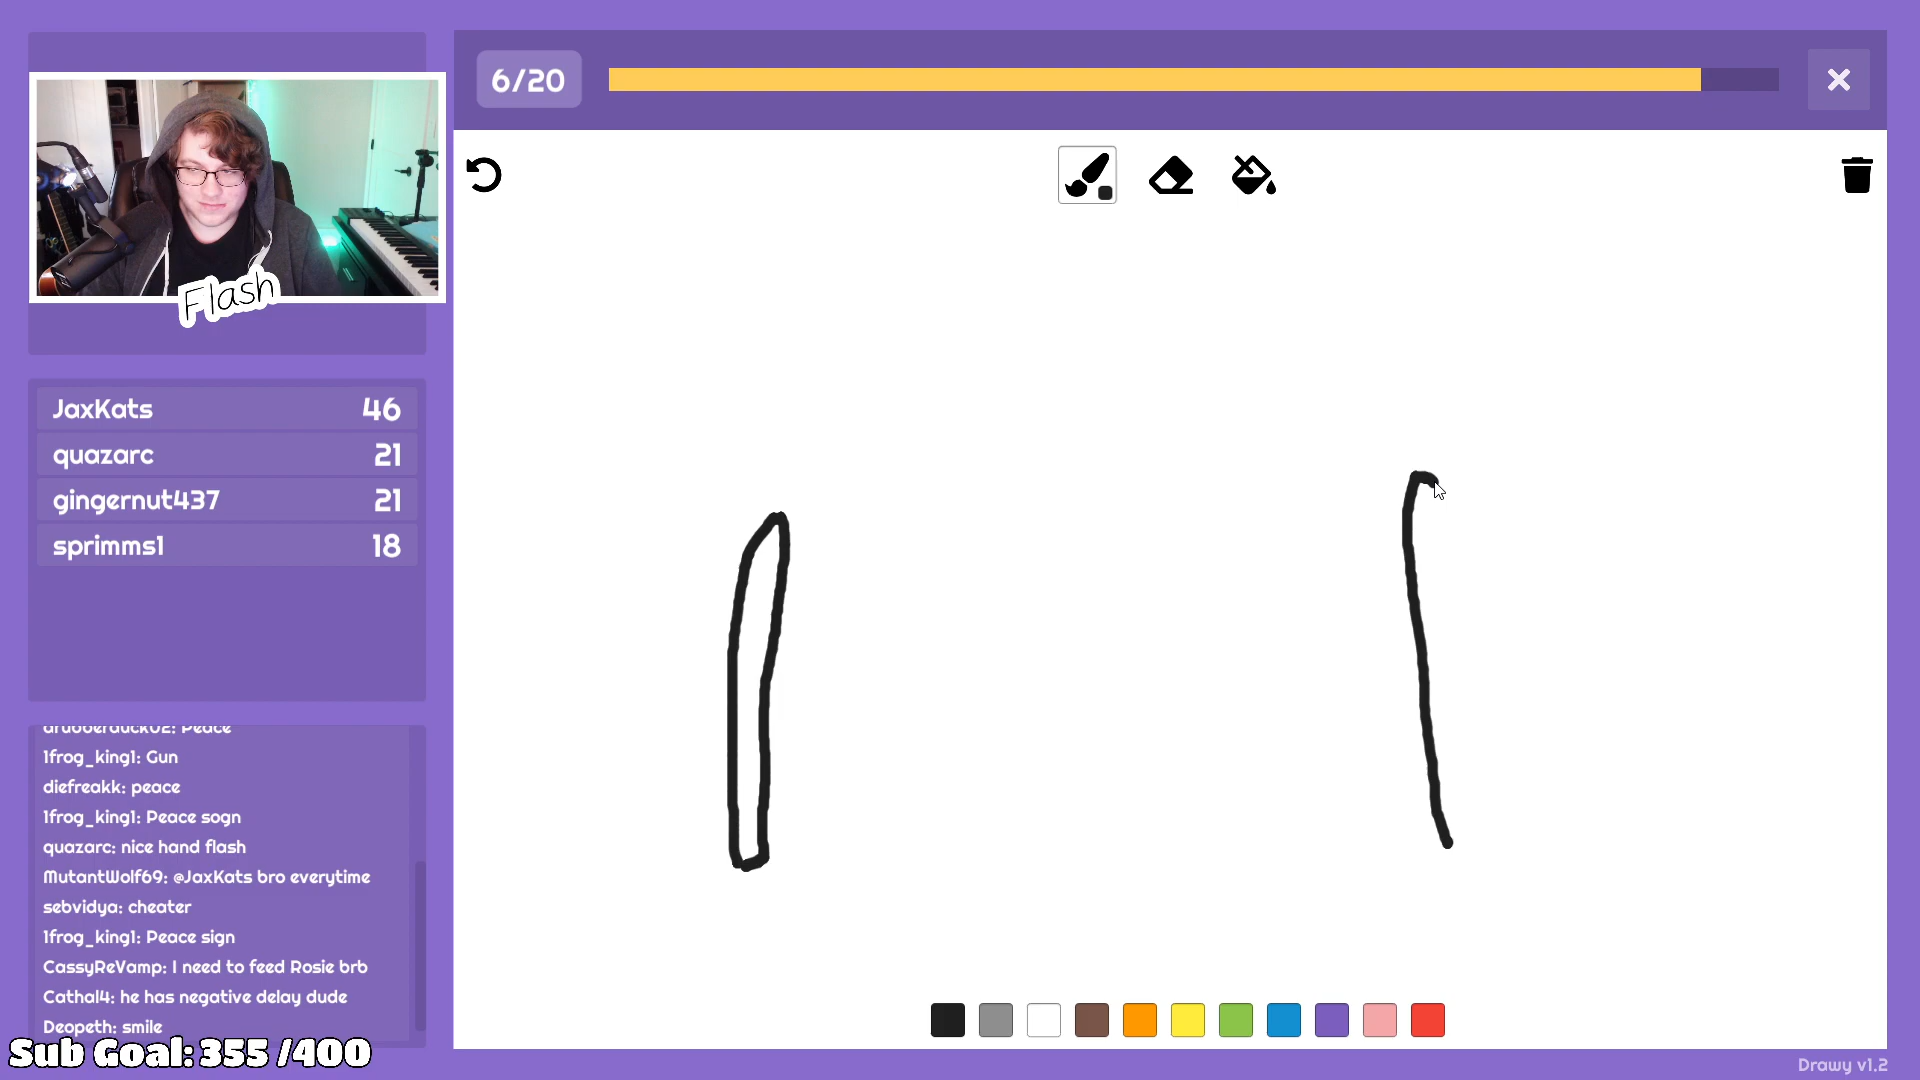 6/20
Flash
JaxKats 46
quazarc 21
gingernut437 21
sprimms1 18
drubberduck02: Peace
1frog_king1: Gun
diefreakk: peace
1frog_king1: Peace sogn
quazarc: nice hand flash
MutantWolf69: @JaxKats bro everytime
sebvidya: cheater
1frog_king1: Peace sign
CassyReVamp: I need to feed Rosie brb
Cathal4: he has negative delay dude
Deopeth: smile
Sub Goal: 355 /400
Drawy v1.2